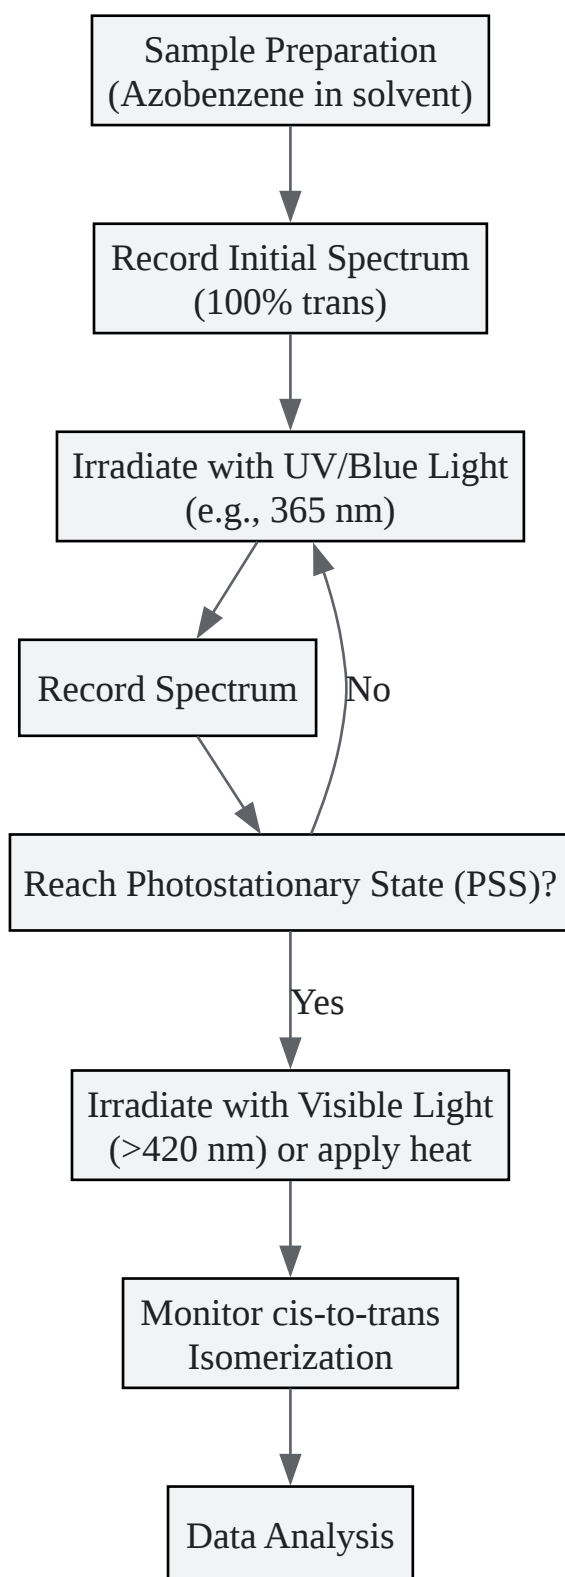 Sample Preparation
(Azobenzene in solvent)
Record Initial Spectrum
(100% trans)
Irradiate with UV/Blue Light
(e.g., 365 nm)
Record Spectrum
No
Reach Photostationary State (PSS)?
Yes
Irradiate with Visible Light
(>420 nm) or apply heat
Monitor cis-to-trans
Isomerization
Data Analysis